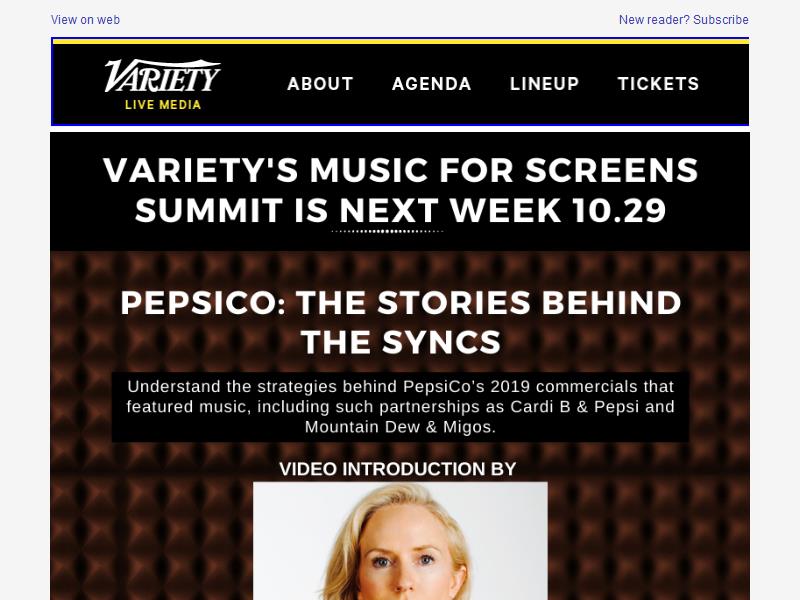 View on web
New reader? Subscribe
VARIETY
LIVE MEDIA
ABOUT
AGENDA
LINEUP
TICKETS
VARIETY'S MUSIC FOR SCREENS
SUMMIT IS NEXT WEEK 10.29
PEPSICO: THE STORIES BEHIND
THE SYNCS
Understand the strategies behind PepsiCo's 2019 commercials that
featured music, including such partnerships as Cardi B & Pepsi and
Mountain Dew & Migos.
VIDEO INTRODUCTION BY